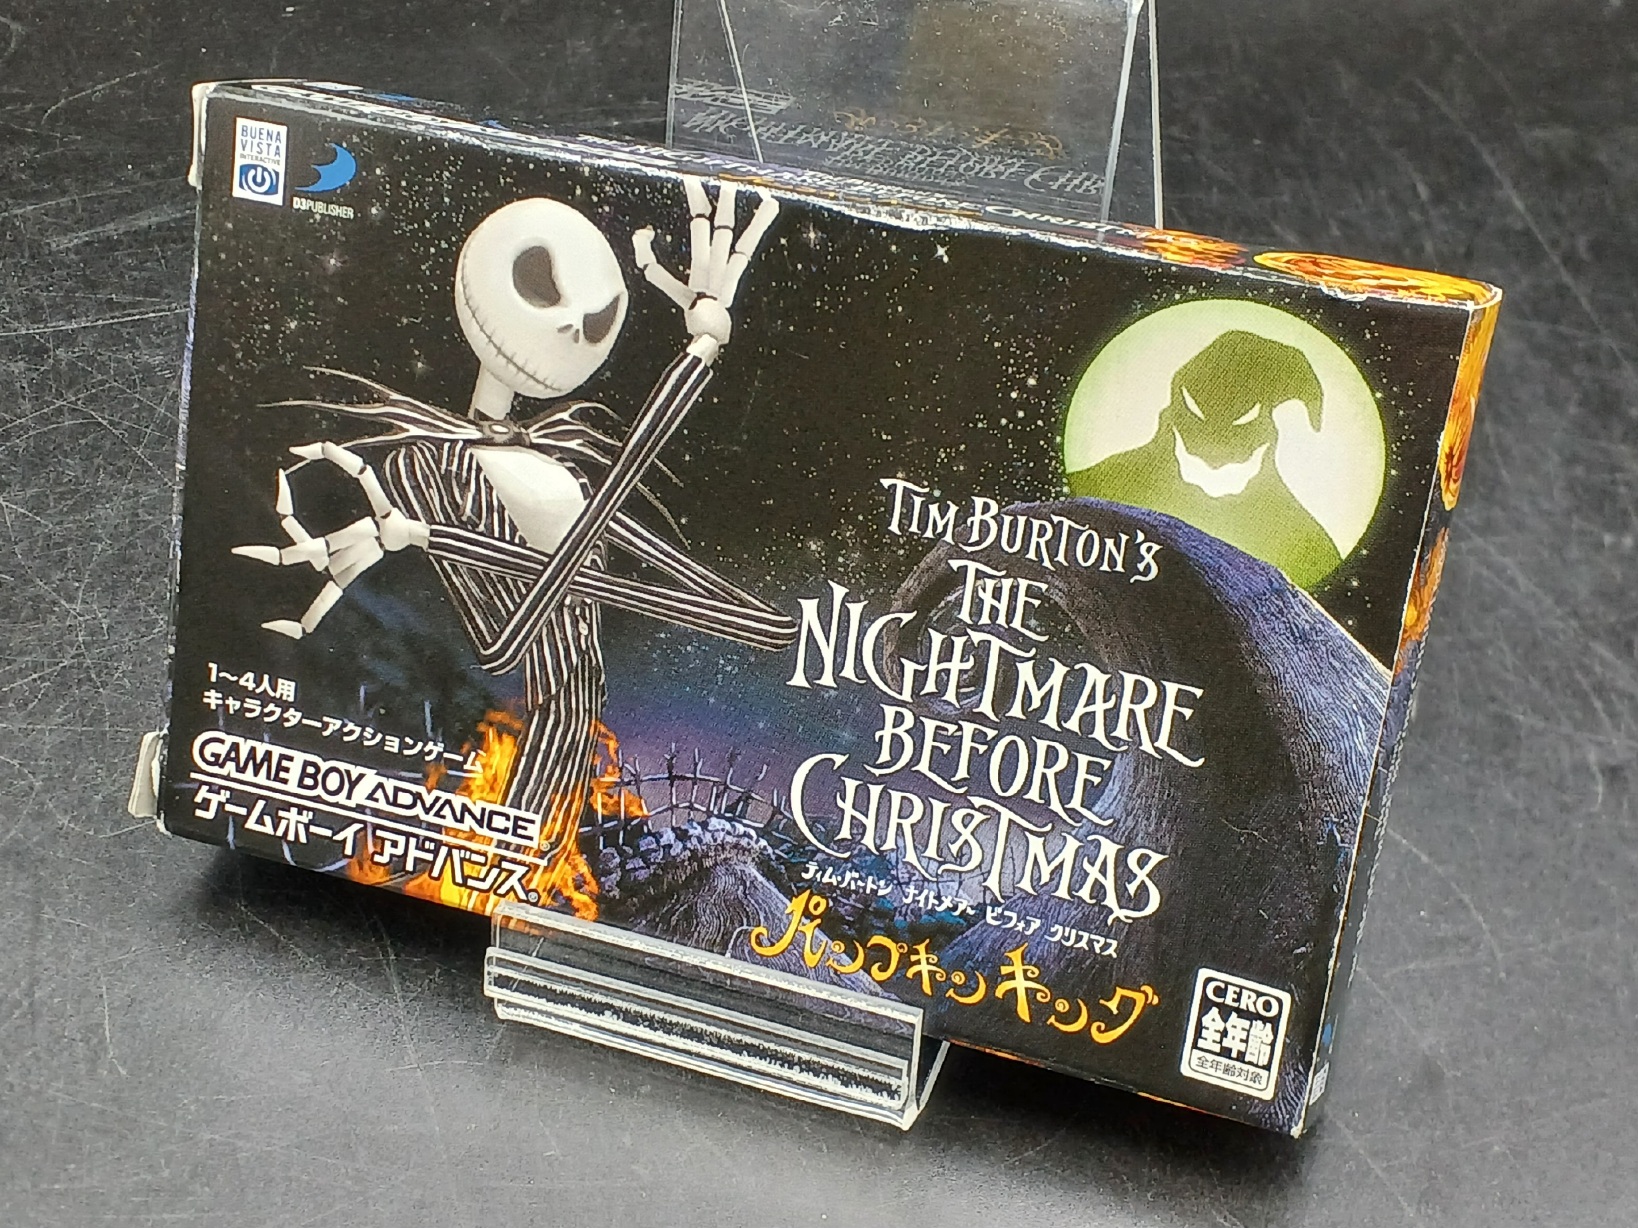 BUENA
VISTA
INTERACTIVE
D3PUBLISHER
TIM BURTON'S
THE
NIGHTMARE
BEFORE
CHRISTMAS
ティム・バートン ナイトメアー ビフォア クリスマス
パンプキンキング
1～4人用
キャラクターアクションゲーム
GAME BOY ADVANCE
ゲームボーイ アドバンス
CERO
全年齢
全年齢対象